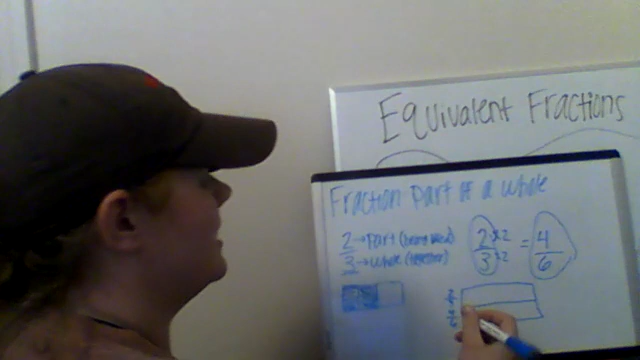 Equivalent Fractions
Fraction Part of a whole
2 → Part (being used)
3 → Whole (together)
2 x2 = 4
3 x2 6